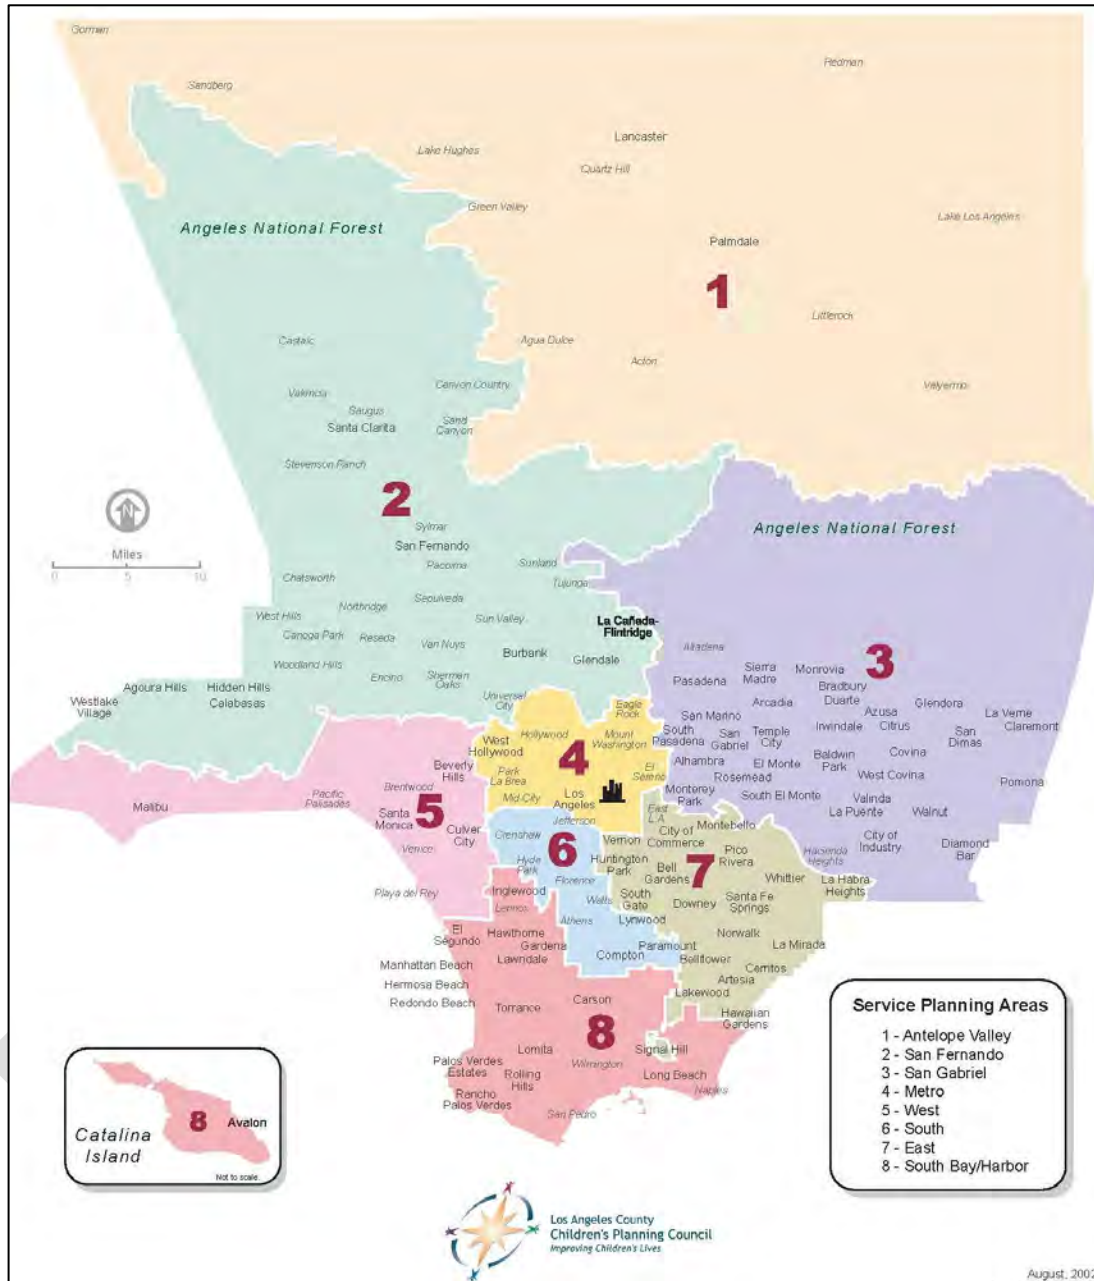 Gorman
Redman
Sandberg
Lancaster
Lake Hughes
Quartz Hill
Green Valley
Lake Los Angeles
Angeles National Forest
Palmdale
1
Littlerock
Castaic
Agua Dulce
Acton
Valyermo
Canyon Country
Valencia
Saugus
Santa Clarita
Sand
Canyon
Stevenson Ranch
2
N
Miles
0 5 10
Sylmar
San Fernando
Pacoima
Angeles National Forest
Sunland
Tujunga
Chatsworth
Northridge
Sepulveda
West Hills
Sun Valley
La Cañada-
Flintridge
Canoga Park
Reseda
Van Nuys
Burbank
Glendale
Woodland Hills
Encino
Sherman
Oaks
Universal
City
Agoura Hills
Hidden Hills
Westlake
Village
Calabasas
Altadena
3
Pasadena
Sierra
Madre
Monrovia
Bradbury
Duarte
Arcadia
Azusa
Glendora
La Verne
Claremont
San Marino
South
Pasadena
San
Gabriel
Temple
City
Irwindale
Citrus
San
Dimas
Alhambra
El Monte
Baldwin
Park
Covina
Rosemead
West Covina
Pomona
Monterey
Park
South El Monte
Valinda
La Puente
Walnut
City of
Industry
Hacienda
Heights
Diamond
Bar
Eagle
Rock
Hollywood
Mount
Washington
West
Hollywood
4
El
Sereno
Park
La Brea
Mid-City
Los
Angeles
Beverly
Hills
Brentwood
Pacific
Palisades
Malibu
5
Santa
Monica
Culver
City
Venice
Playa del Rey
Jefferson
Crenshaw
6
Hyde
Park
Florence
Watts
Athens
Lynwood
Compton
Paramount
East
L.A.
City of
Commerce
Montebello
Vernon
Huntington
Park
Bell
Gardens
7
Pico
Rivera
Whittier
La Habra
Heights
South
Gate
Downey
Santa Fe
Springs
Norwalk
La Mirada
Bellflower
Cerritos
Artesia
Lakewood
Hawaiian
Gardens
Inglewood
Lennox
El
Segundo
Hawthorne
Gardena
Lawndale
Manhattan Beach
Hermosa Beach
Redondo Beach
Torrance
Carson
8
Lomita
Wilmington
Signal Hill
Palos Verdes
Estates
Rolling
Hills
Long Beach
Naples
Rancho
Palos Verdes
San Pedro
8
Avalon
Catalina
Island
Not to scale.
Service Planning Areas
1 - Antelope Valley
2 - San Fernando
3 - San Gabriel
4 - Metro
5 - West
6 - South
7 - East
8 - South Bay/Harbor
Los Angeles County
Children's Planning Council
Improving Children's Lives
August, 2002